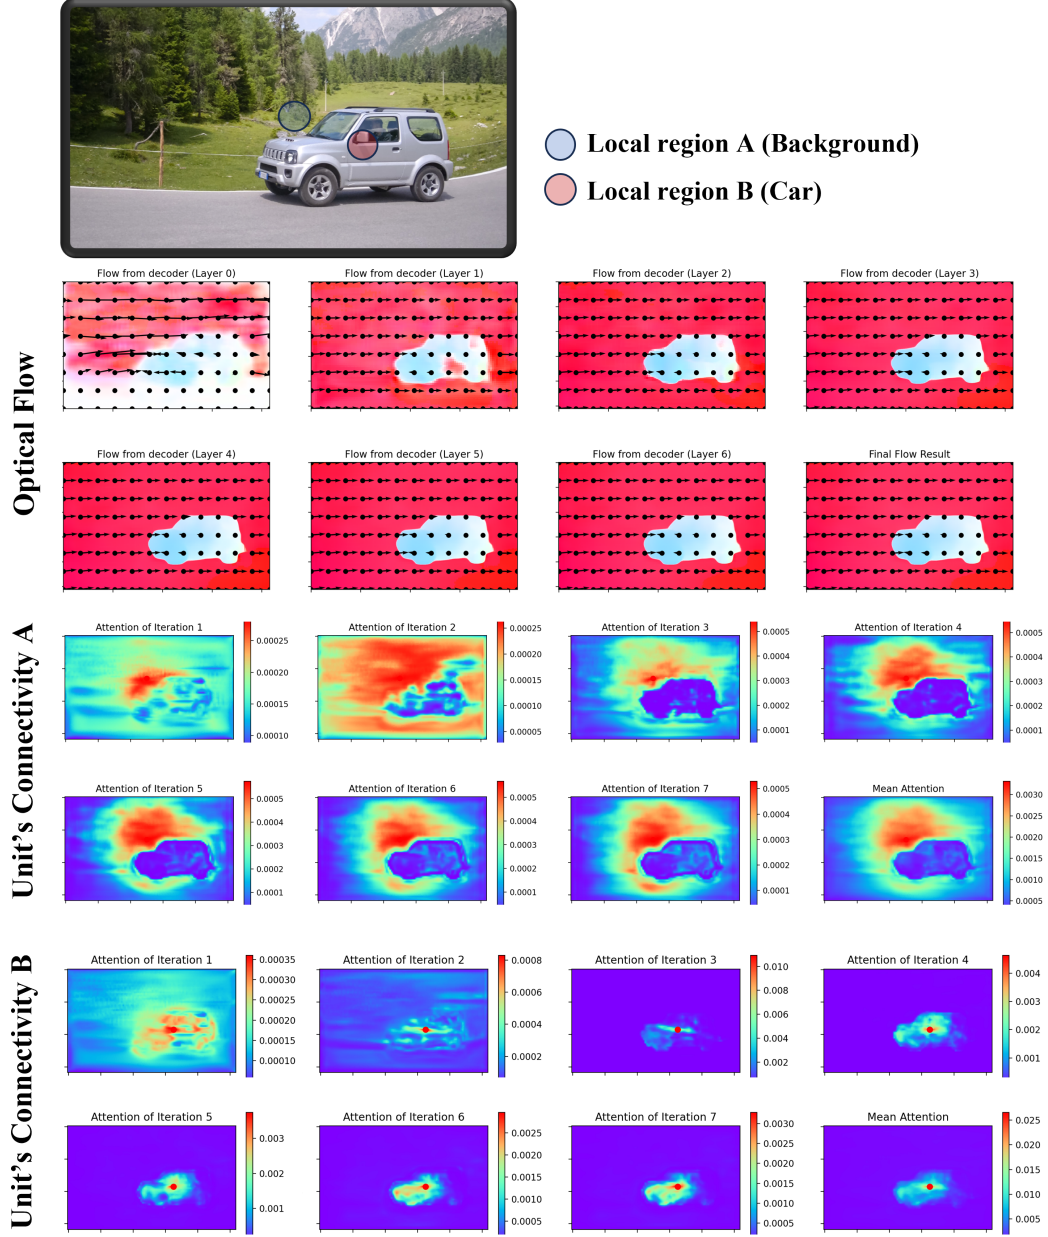 Local region A (Background)
Local region B (Car)
Optical Flow
Flow from decoder (Layer 0)
Flow from decoder (Layer 1)
Flow from decoder (Layer 2)
Flow from decoder (Layer 3)
Flow from decoder (Layer 4)
Flow from decoder (Layer 5)
Flow from decoder (Layer 6)
Final Flow Result
Unit's Connectivity A
Attention of Iteration 1
0.00025
0.00020
0.00015
0.00010
Attention of Iteration 2
0.00025
0.00020
0.00015
0.00010
0.00005
Attention of Iteration 3
0.0005
0.0004
0.0003
0.0002
0.0001
Attention of Iteration 4
0.0005
0.0004
0.0003
0.0002
0.0001
Attention of Iteration 5
0.0005
0.0004
0.0003
0.0002
0.0001
Attention of Iteration 6
0.0005
0.0004
0.0003
0.0002
0.0001
Attention of Iteration 7
0.0005
0.0004
0.0003
0.0002
0.0001
Mean Attention
0.0030
0.0025
0.0020
0.0015
0.0010
0.0005
Unit's Connectivity B
Attention of Iteration 1
0.00035
0.00030
0.00025
0.00020
0.00015
0.00010
Attention of Iteration 2
0.0008
0.0006
0.0004
0.0002
Attention of Iteration 3
0.010
0.008
0.006
0.004
0.002
Attention of Iteration 4
0.004
0.003
0.002
0.001
Attention of Iteration 5
0.003
0.002
0.001
Attention of Iteration 6
0.0025
0.0020
0.0015
0.0010
0.0005
Attention of Iteration 7
0.0030
0.0025
0.0020
0.0015
0.0010
0.0005
Mean Attention
0.025
0.020
0.015
0.010
0.005